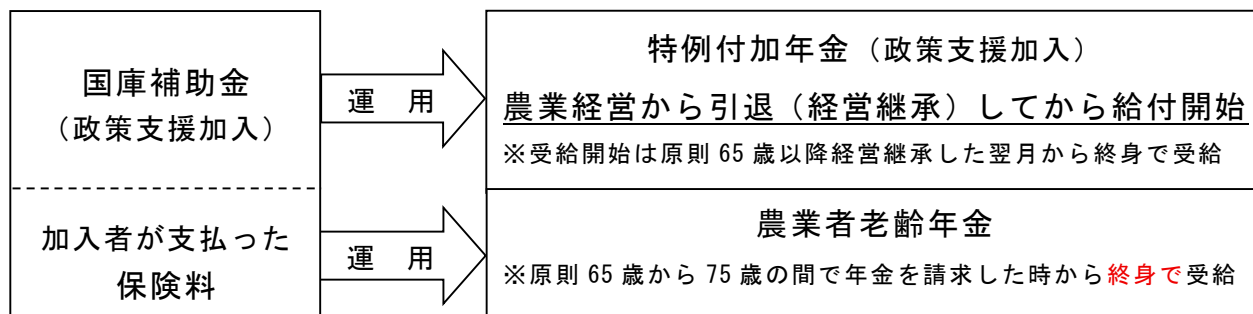 国庫補助金
（政策支援加入）
運　用
特例付加年金（政策支援加入）
農業経営から引退（経営継承）してから給付開始
※受給開始は原則 65 歳以降経営継承した翌月から終身で受給
加入者が支払った
保険料
運　用
農業者老齢年金
※原則 65 歳から 75 歳の間で年金を請求した時から終身で受給